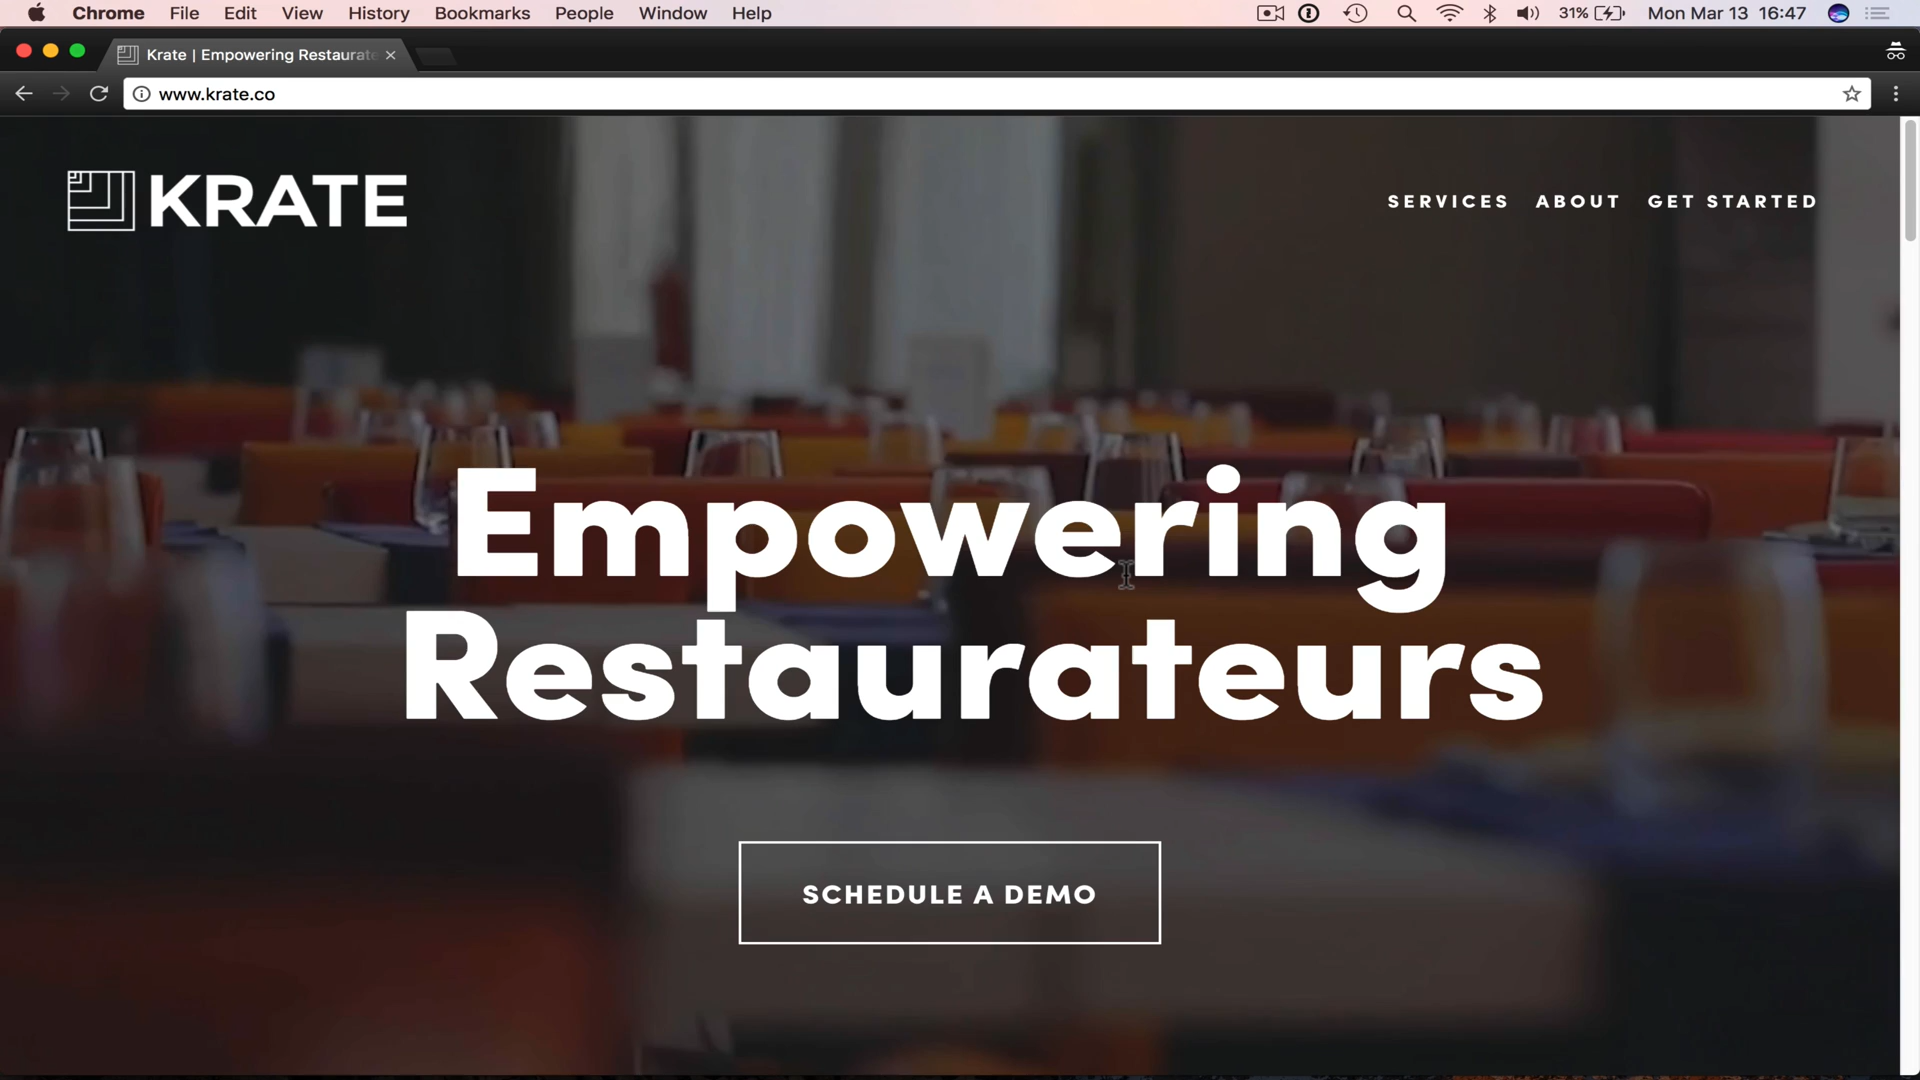 Chrome File Edit View History Bookmarks People Window Help 31% Mon Mar 13 16:47
Krate | Empowering Restaurate
www.krate.co
KRATE
SERVICES ABOUT GET STARTED
Empowering
Restaurateurs
SCHEDULE A DEMO